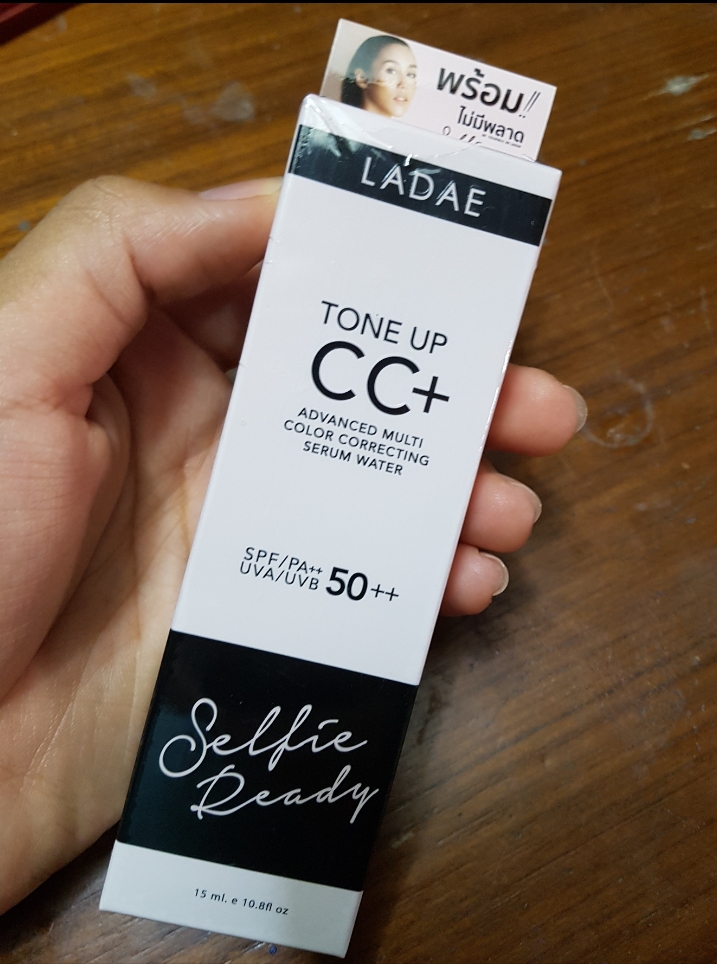 พร้อม!!
ไม่มีพลาด
LADAE
TONE UP
CC+
ADVANCED MULTI
COLOR CORRECTING
SERUM WATER
SPF/PA++
UVA/UVB 50++
Selfie
Ready
15 ml. e 10.8fl oz